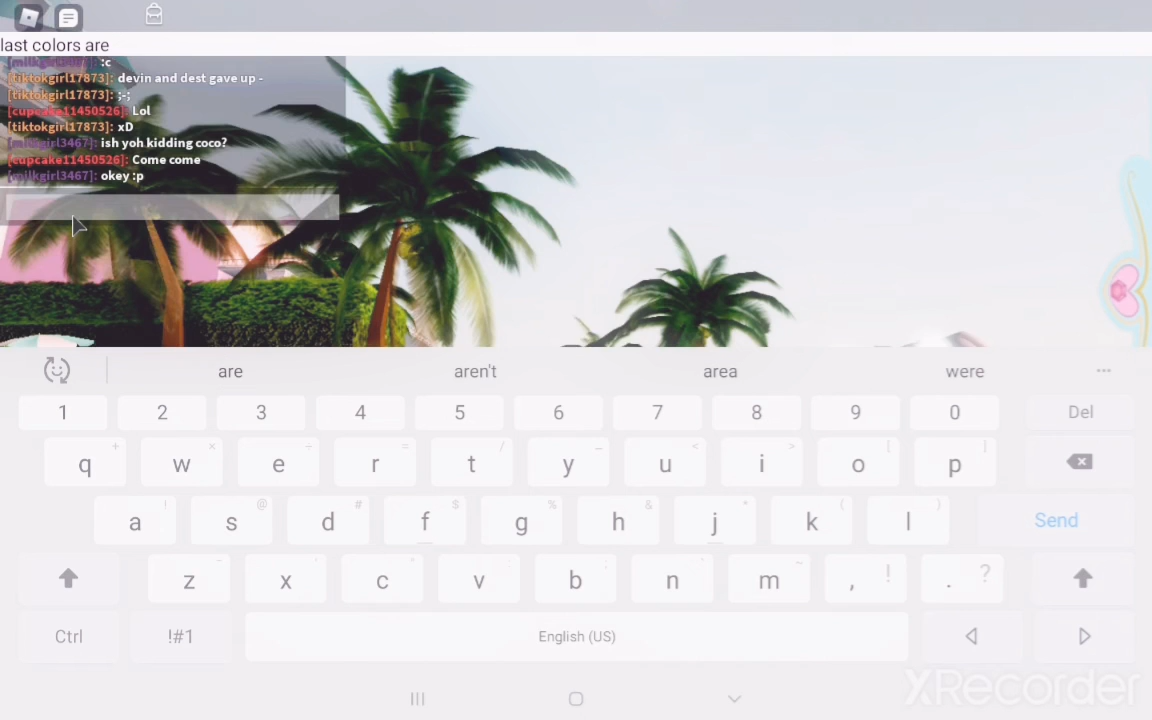 last colors are
[milkgirl3467]: :c
[tiktokgirl17873]: devin and dest gave up -
[tiktokgirl17873]: ;-;
[cupcake11450526]: Lol
[tiktokgirl17873]: xD
[milkgirl3467]: ish yoh kidding coco?
[cupcake11450526]: Come come
[milkgirl3467]: okey :p
are aren't area were ...
1 2 3 4 5 6 7 8 9 0 Del
q w e r t y u i o p
a s d f g h j k l Send
z x c v b n m , ! . ?
Ctrl !#1 English (US)
XRecorder